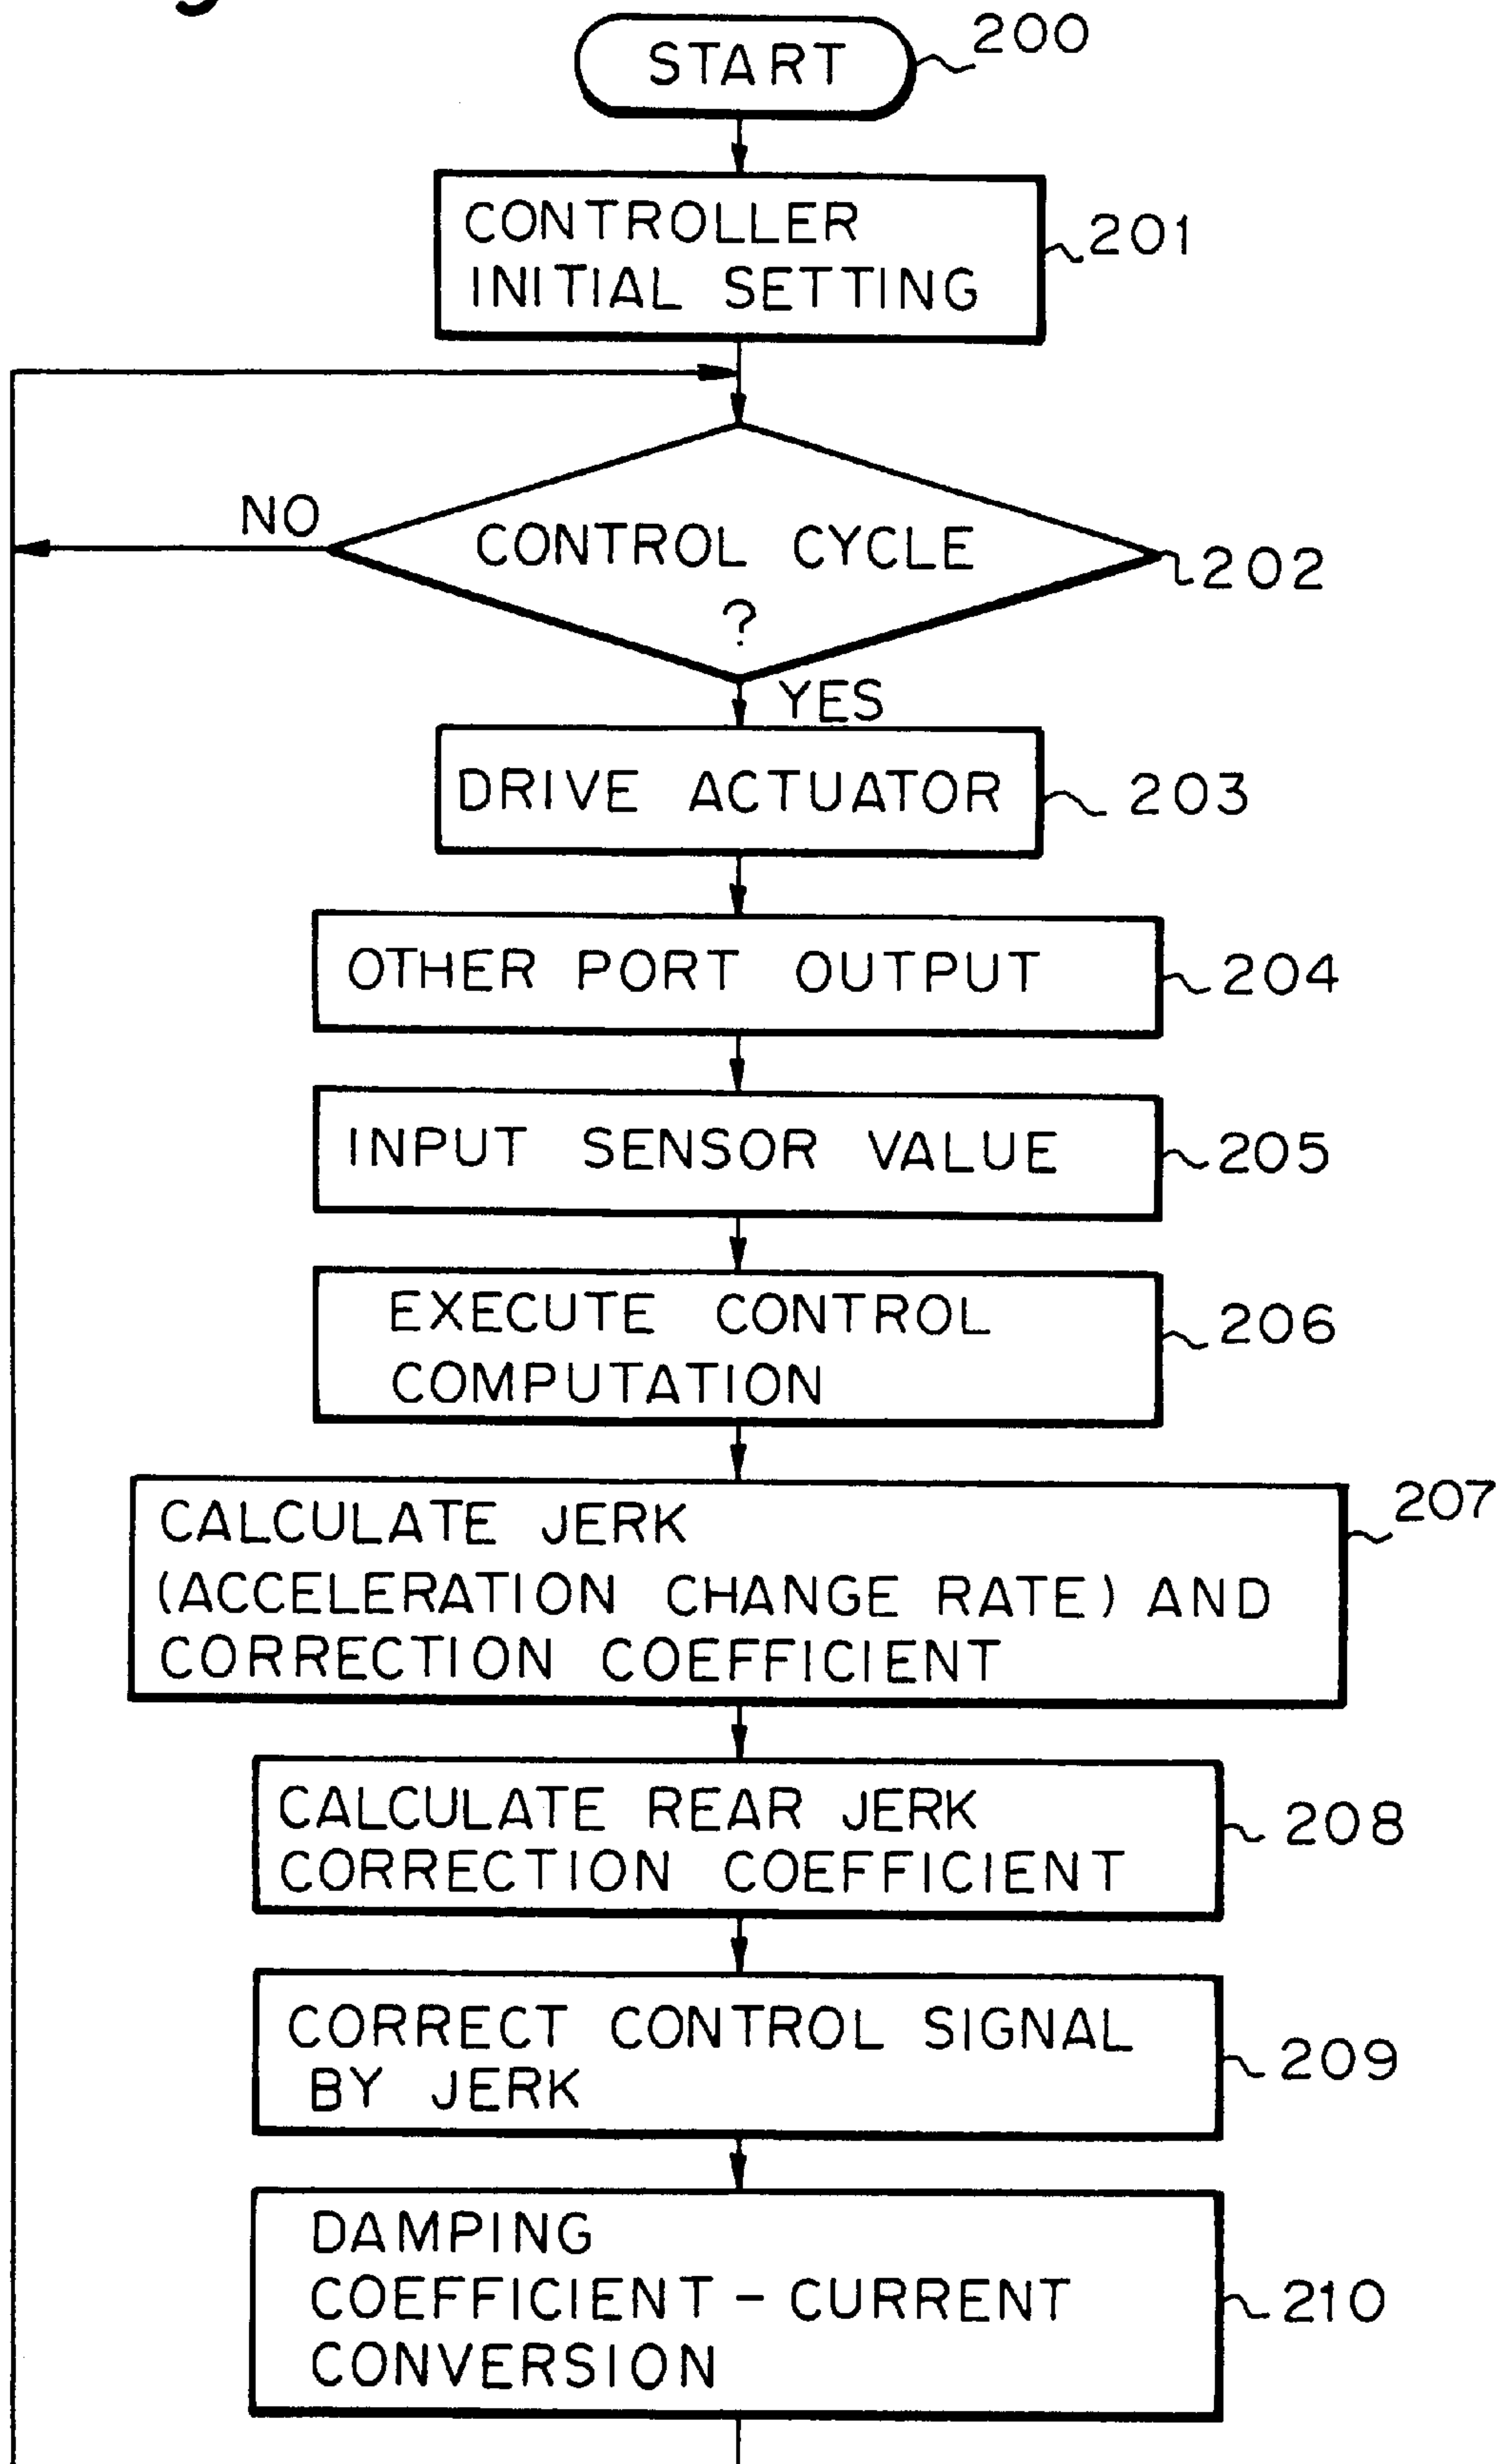 START
200
CONTROLLER
INITIAL SETTING
201
NO
CONTROL CYCLE
?
202
YES
DRIVE ACTUATOR
203
OTHER PORT OUTPUT
204
INPUT SENSOR VALUE
205
EXECUTE CONTROL
COMPUTATION
206
CALCULATE JERK
(ACCELERATION CHANGE RATE) AND
CORRECTION COEFFICIENT
207
CALCULATE REAR JERK
CORRECTION COEFFICIENT
208
CORRECT CONTROL SIGNAL
BY JERK
209
DAMPING
COEFFICIENT - CURRENT
CONVERSION
210